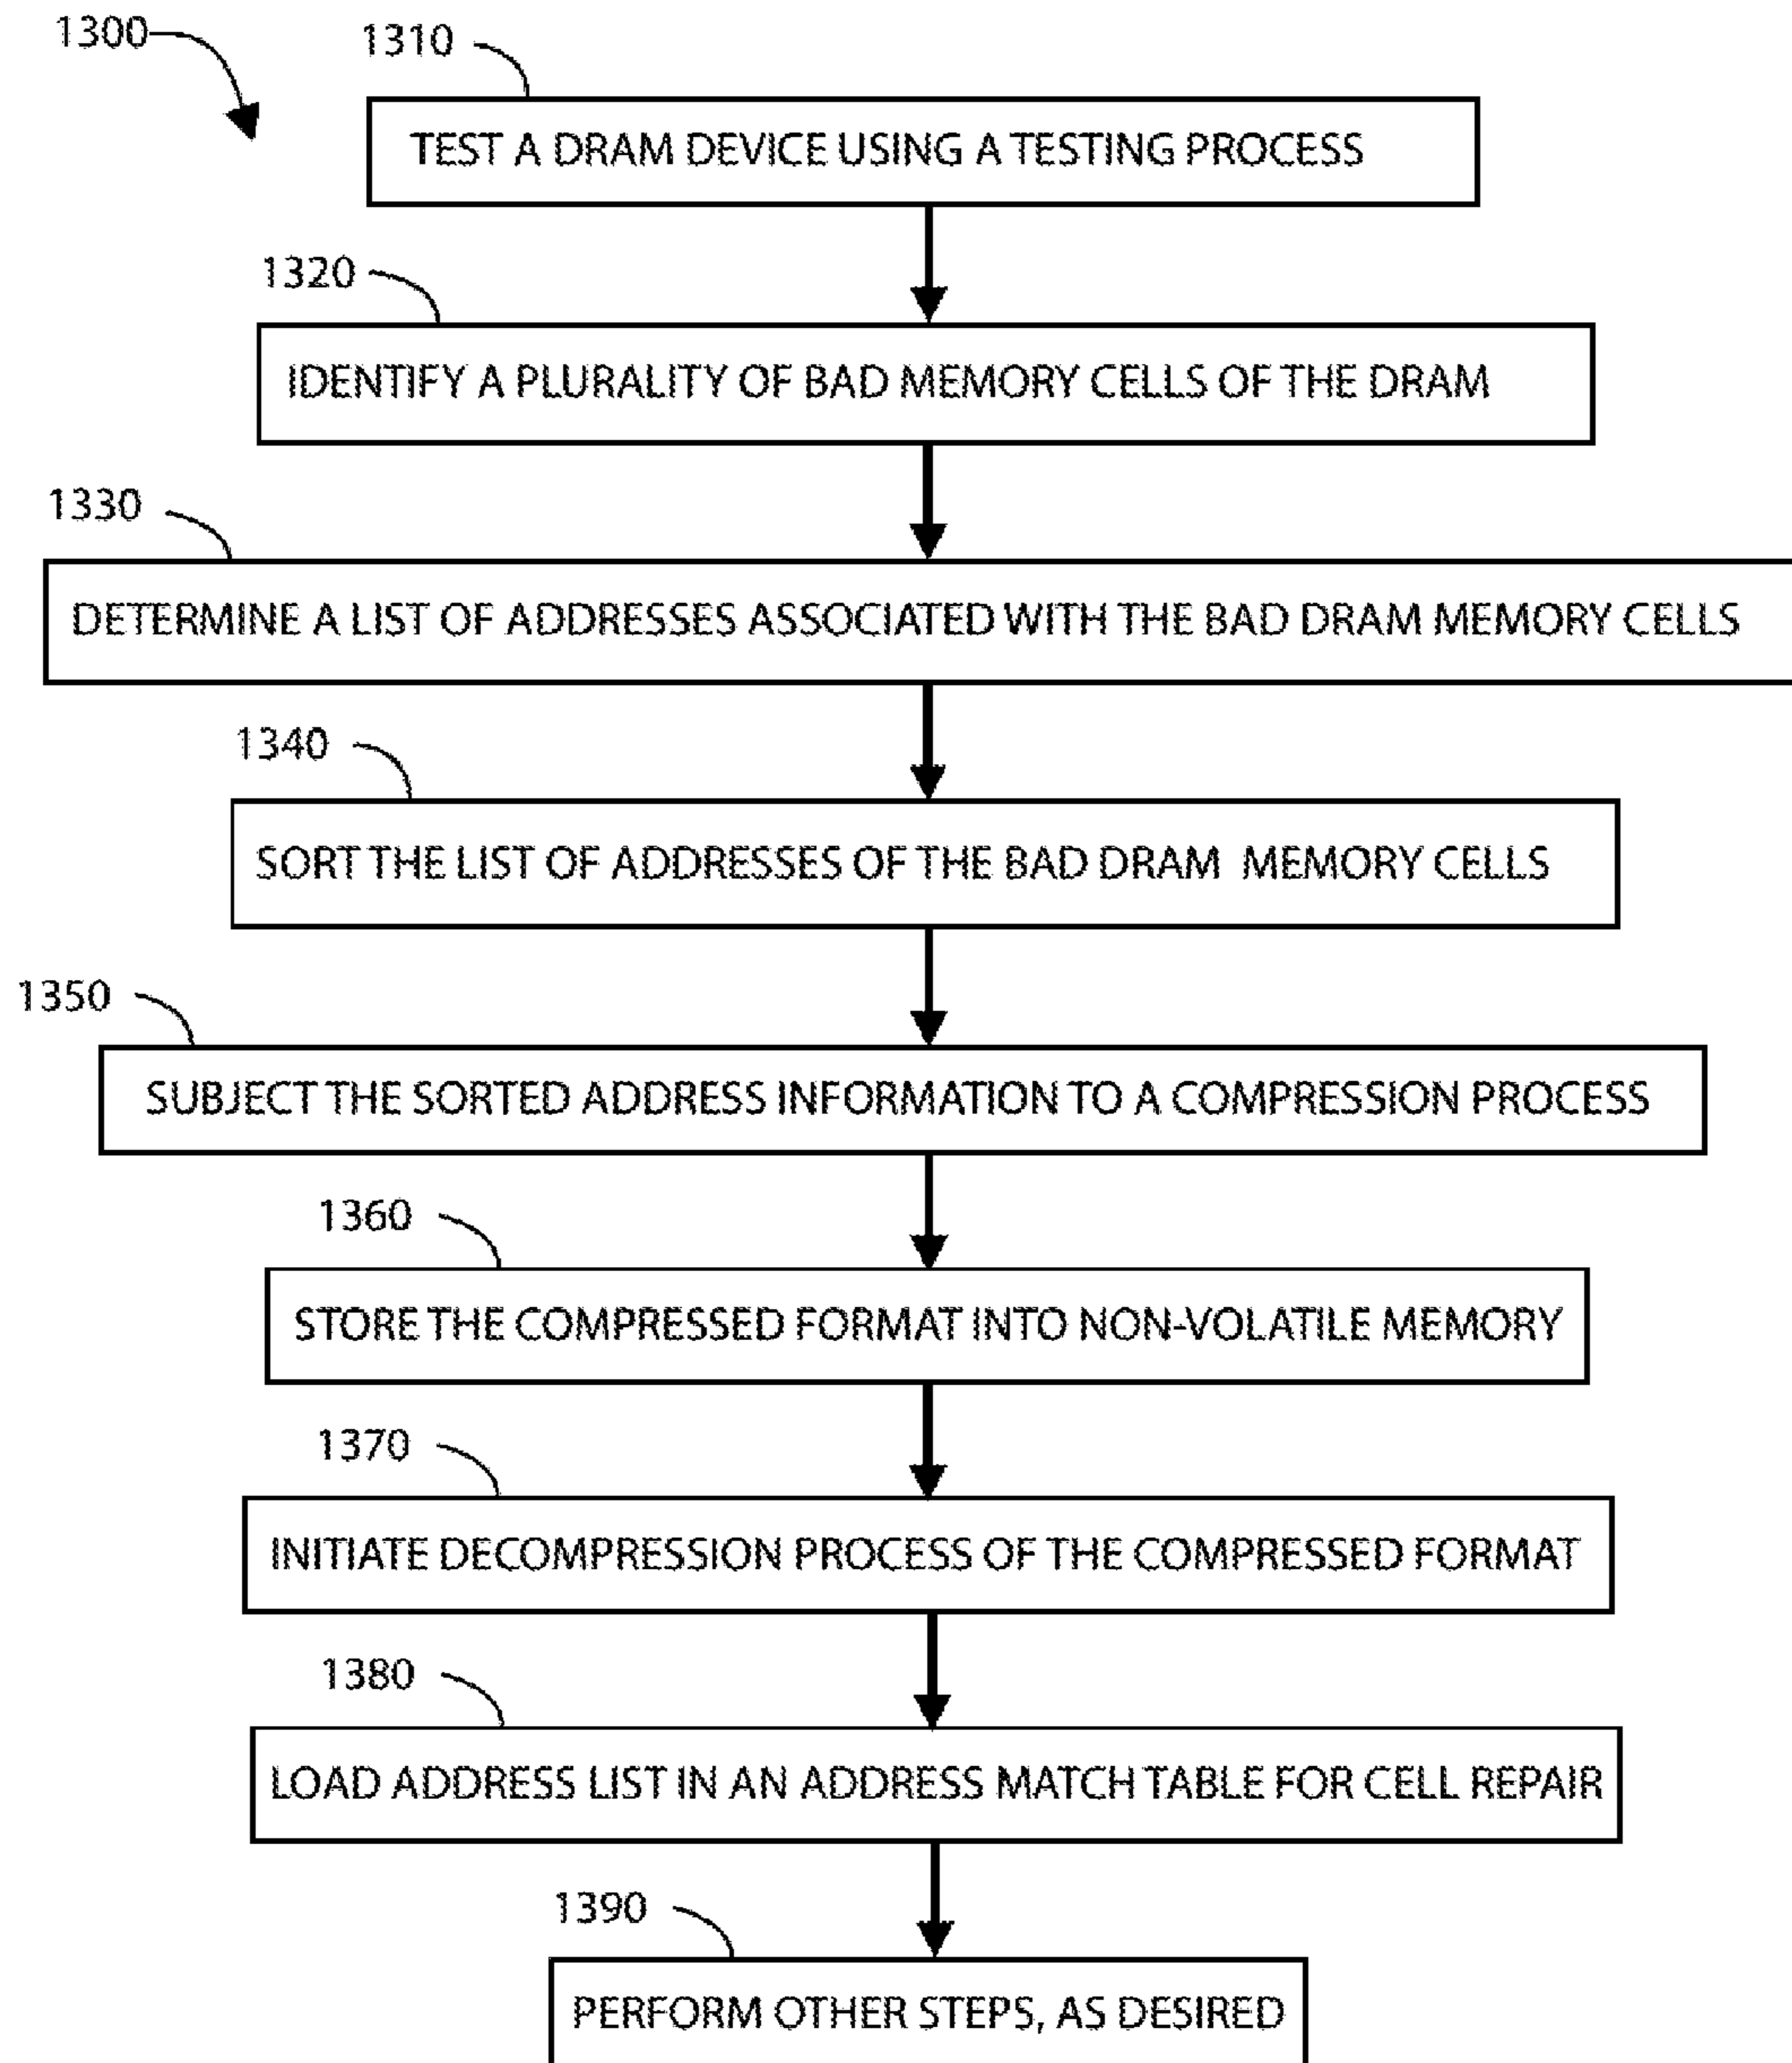 1300
1310
TEST A DRAM DEVICE USING A TESTING PROCESS
1320
IDENTIFY A PLURALITY OF BAD MEMORY CELLS OF THE DRAM
1330
DETERMINE A LIST OF ADDRESSES ASSOCIATED WITH THE BAD DRAM MEMORY CELLS
1340
SORT THE LIST OF ADDRESSES OF THE BAD DRAM MEMORY CELLS
1350
SUBJECT THE SORTED ADDRESS INFORMATION TO A COMPRESSION PROCESS
1360
STORE THE COMPRESSED FORMAT INTO NON-VOLATILE MEMORY
1370
INITIATE DECOMPRESSION PROCESS OF THE COMPRESSED FORMAT
1380
LOAD ADDRESS LIST IN AN ADDRESS MATCH TABLE FOR CELL REPAIR
1390
PERFORM OTHER STEPS, AS DESIRED